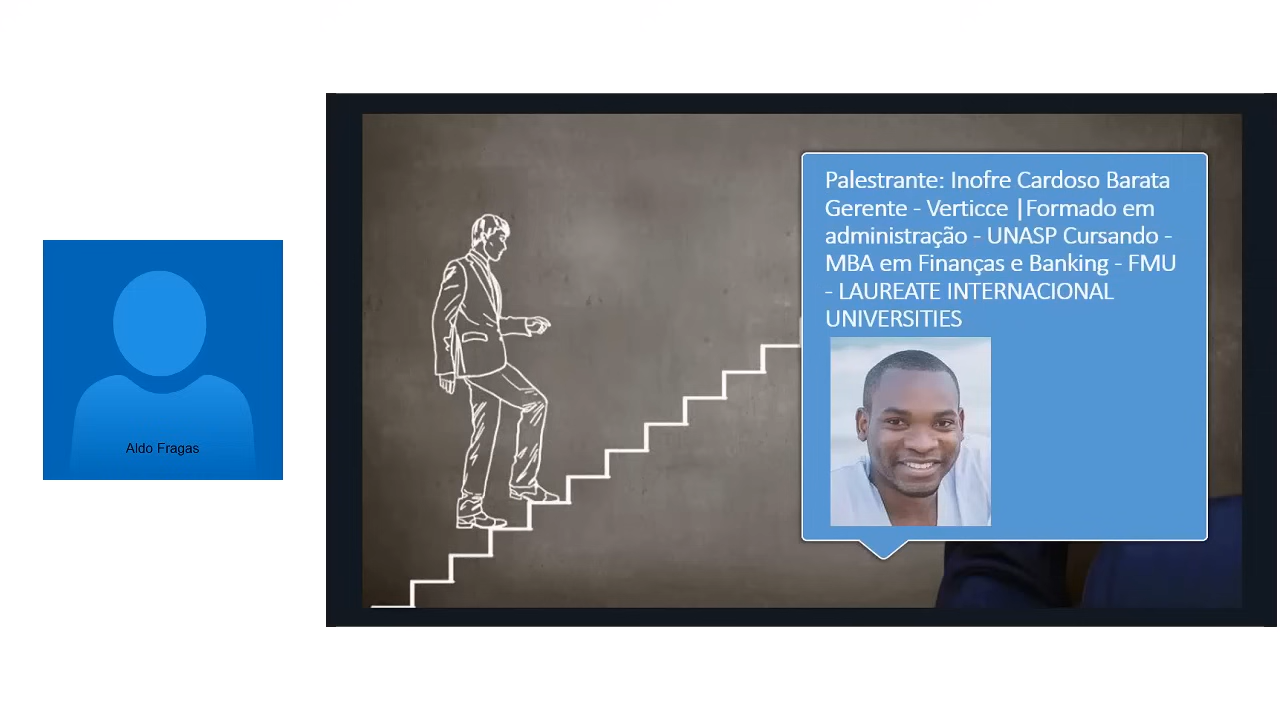 Palestrante: Inofre Cardoso Barata
Gerente - Verticce |Formado em
administração - UNASP Cursando -
MBA em Finanças e Banking - FMU
- LAUREATE INTERNACIONAL
UNIVERSITIES
Aldo Fragas